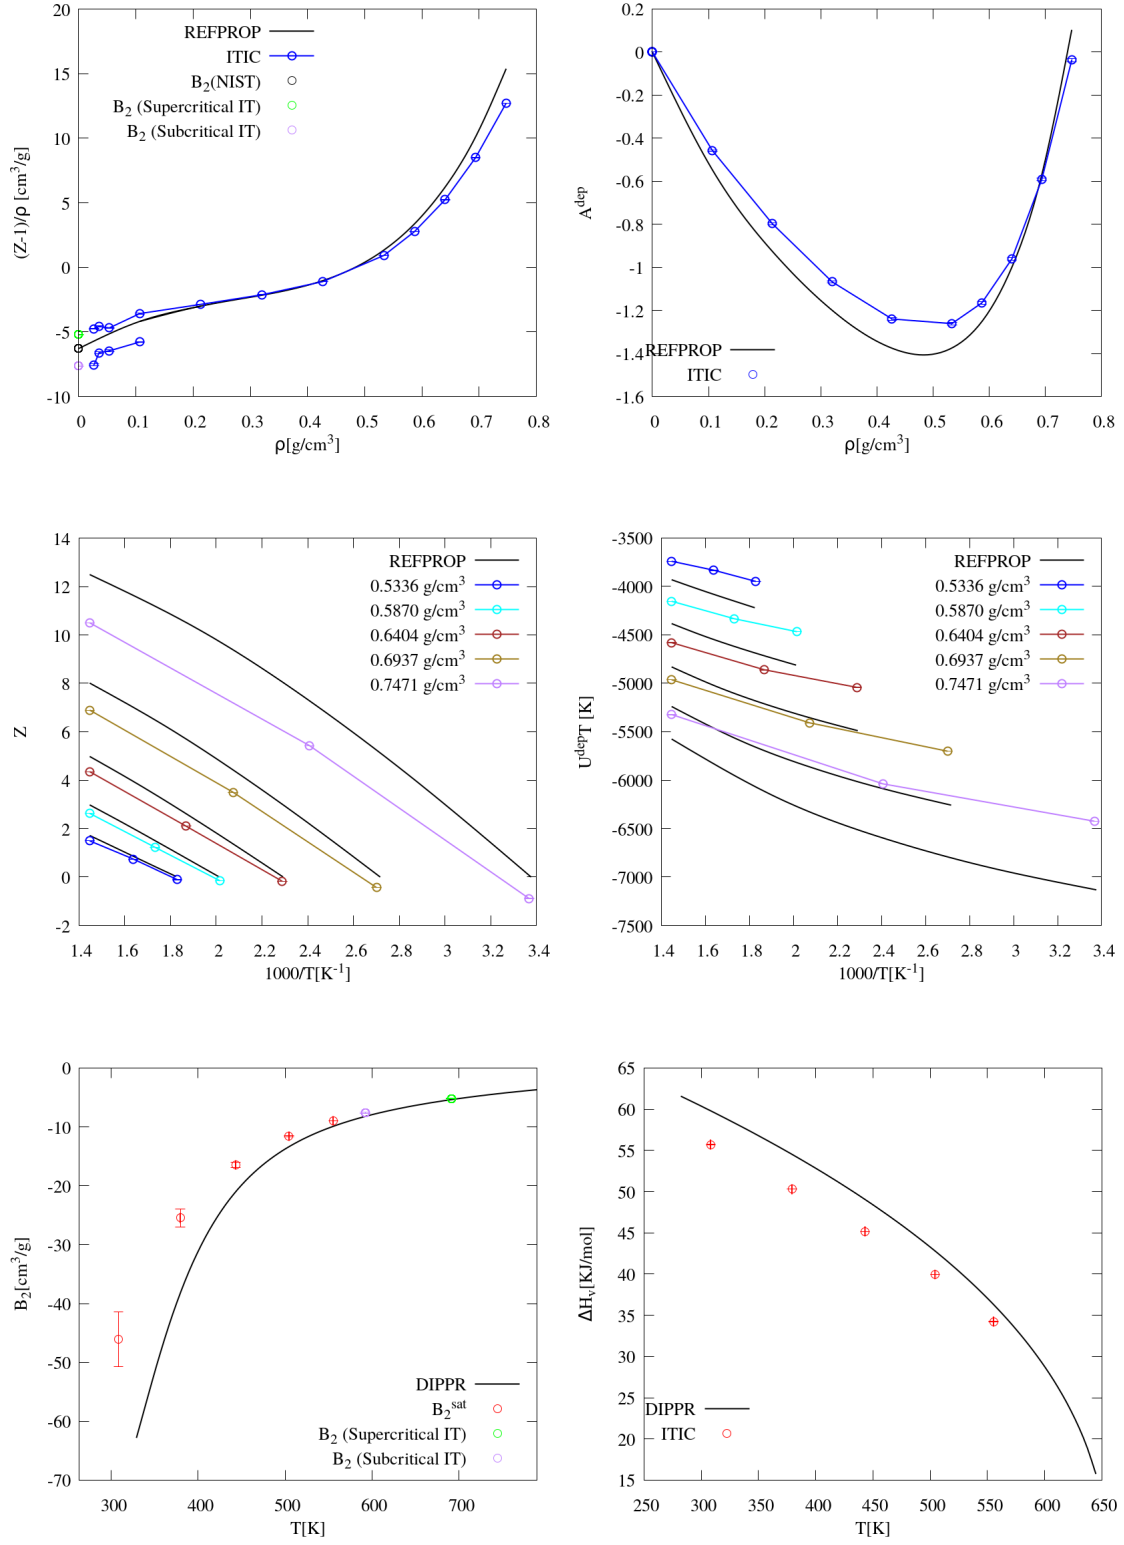 20
15
10
5
0
-5
-10
(Z-1)/ρ [cm³/g]
REFPROP
ITIC
B₂(NIST)
B₂ (Supercritical IT)
B₂ (Subcritical IT)
0 0.1 0.2 0.3 0.4 0.5 0.6 0.7 0.8
ρ[g/cm³]
0.2
0
-0.2
-0.4
-0.6
-0.8
-1
-1.2
-1.4
-1.6
A^dep
REFPROP
ITIC
0 0.1 0.2 0.3 0.4 0.5 0.6 0.7 0.8
ρ[g/cm³]
14
12
10
8
6
4
2
0
-2
Z
REFPROP
0.5336 g/cm³
0.5870 g/cm³
0.6404 g/cm³
0.6937 g/cm³
0.7471 g/cm³
1.4 1.6 1.8 2 2.2 2.4 2.6 2.8 3 3.2 3.4
1000/T[K⁻¹]
-3500
-4000
-4500
-5000
-5500
-6000
-6500
-7000
-7500
U^depT [K]
REFPROP
0.5336 g/cm³
0.5870 g/cm³
0.6404 g/cm³
0.6937 g/cm³
0.7471 g/cm³
1.4 1.6 1.8 2 2.2 2.4 2.6 2.8 3 3.2 3.4
1000/T[K⁻¹]
0
-10
-20
-30
-40
-50
-60
-70
B₂[cm³/g]
DIPPR
B₂^sat
B₂ (Supercritical IT)
B₂ (Subcritical IT)
300 400 500 600 700
T[K]
65
60
55
50
45
40
35
30
25
20
15
ΔHᵥ[KJ/mol]
DIPPR
ITIC
250 300 350 400 450 500 550 600 650
T[K]